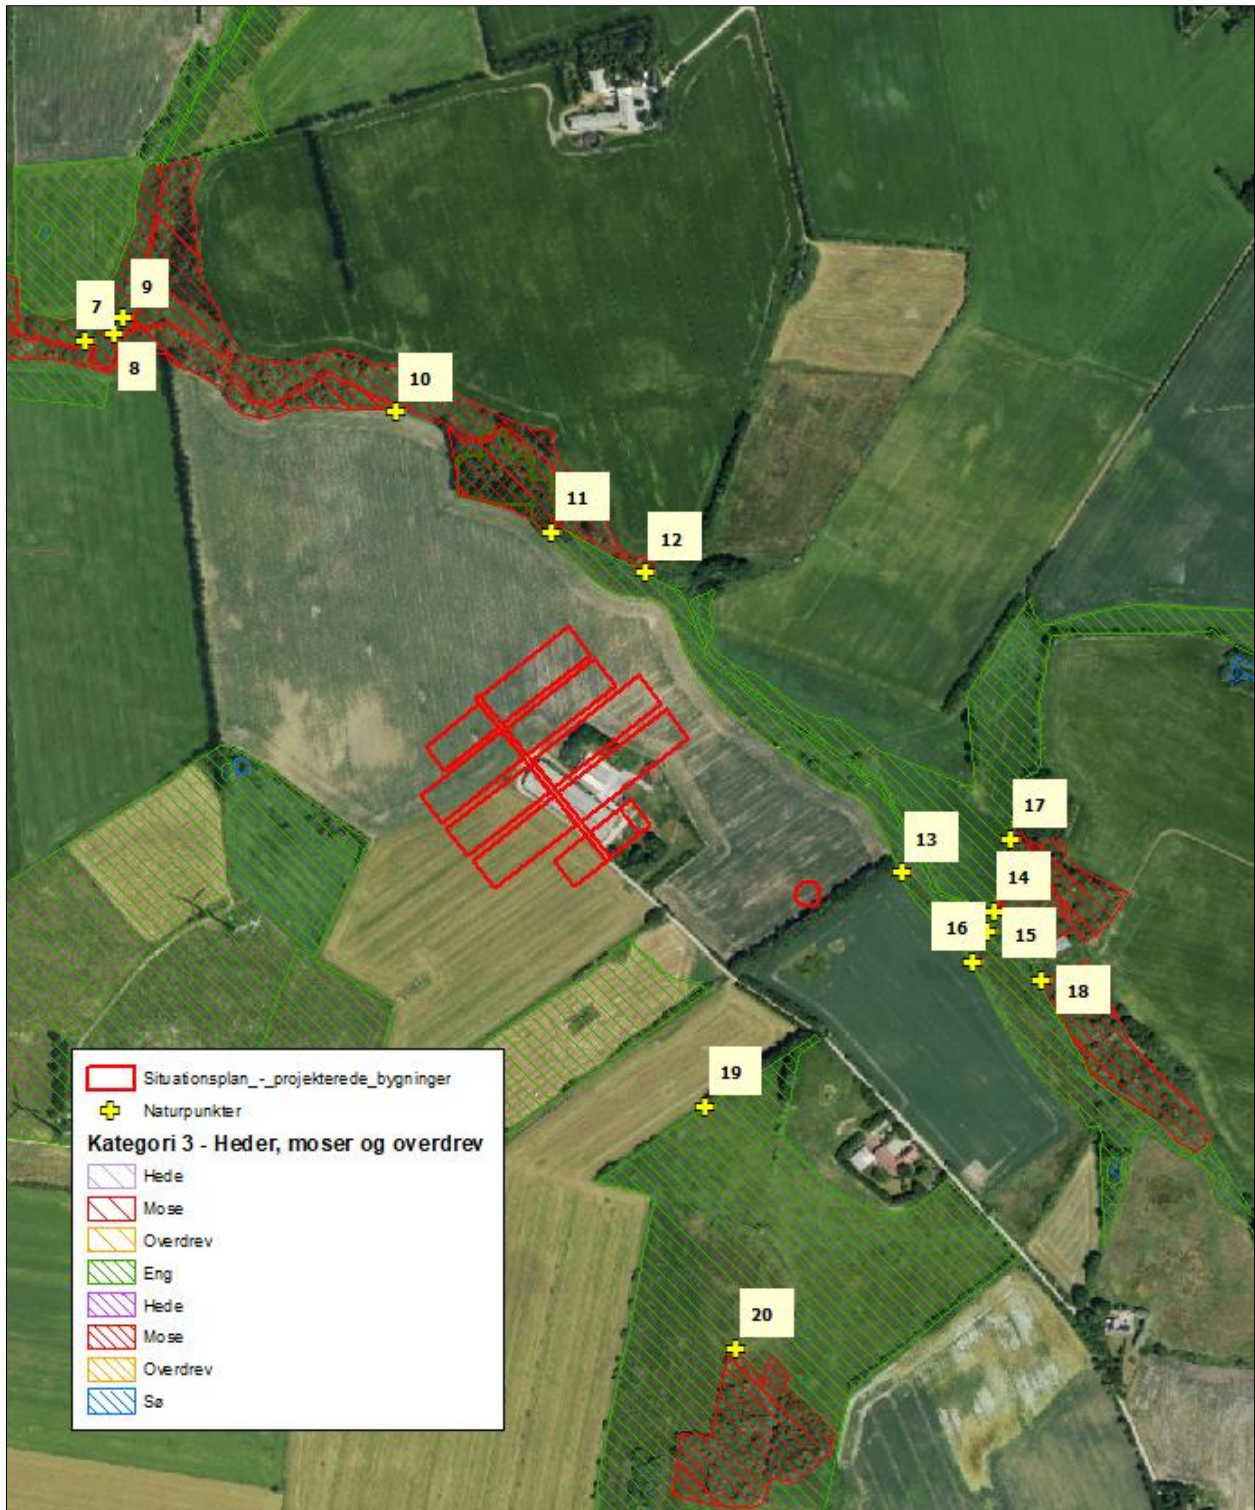 9
7
8
10
11
12
17
13
14
16
15
18
19
20
Situationsplan_-_projekterede_bygninger
Naturpunkter
Kategori 3 - Heder, moser og overdrev
Hede
Mose
Overdrev
Eng
Hede
Mose
Overdrev
Sø